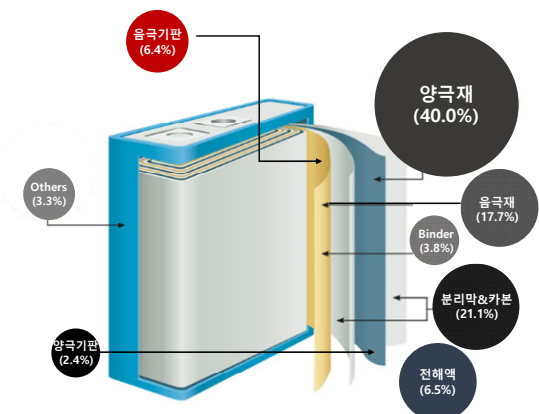 음극기판
(6.4%)
양극재
(40.0%)
Others
(3.3%)
음극재
(17.7%)
Binder
(3.8%)
분리막&카본
(21.1%)
양극기판
(2.4%)
전해액
(6.5%)